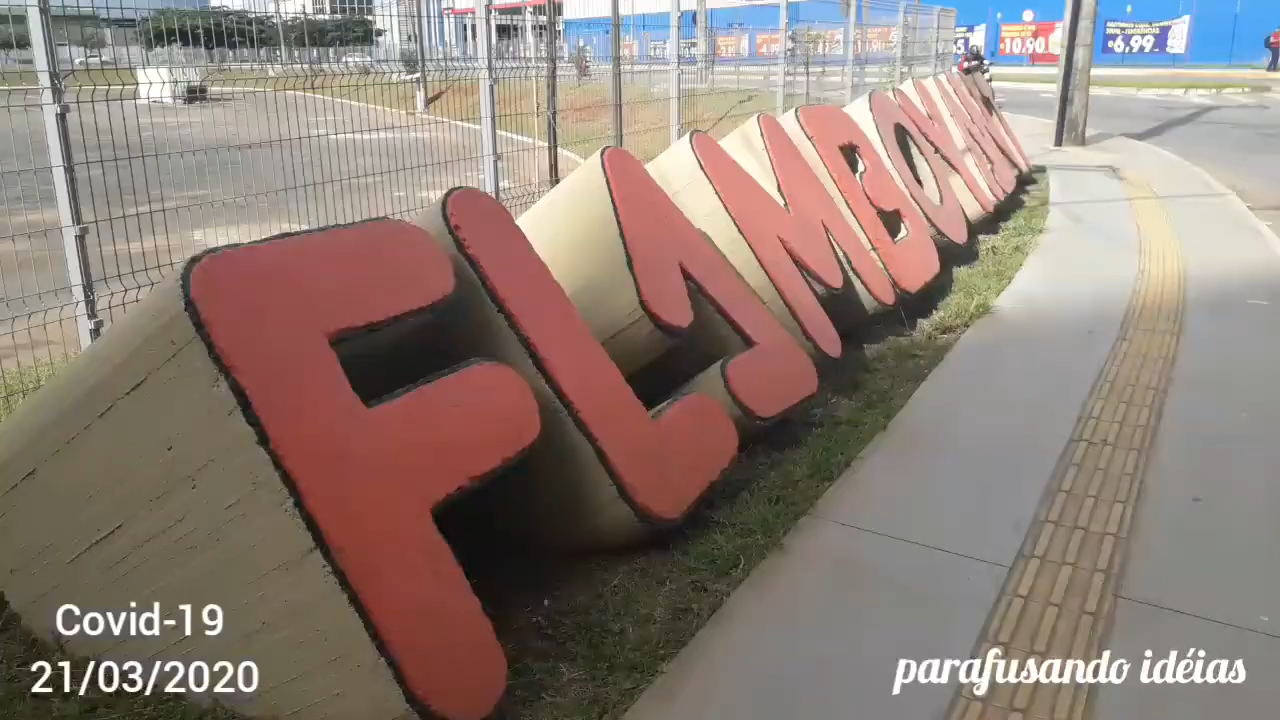 FLAMBOYANT
10,90
6,99
Covid-19
21/03/2020
parafusando idéias